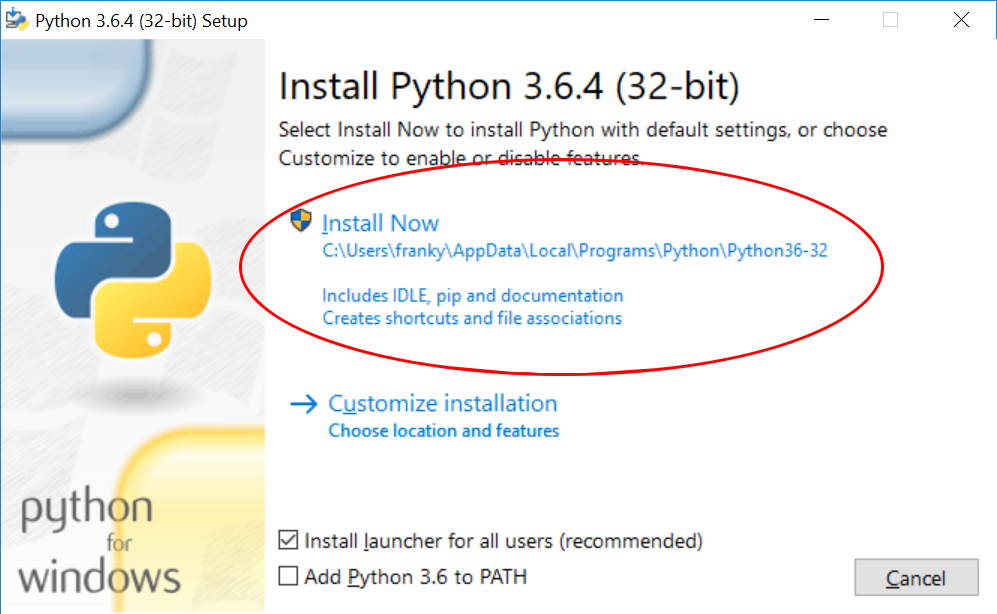 Python 3.6.4 (32-bit) Setup
Install Python 3.6.4 (32-bit)
Select Install Now to install Python with default settings, or choose
Customize to enable or disable features.
Install Now
C:\Users\franky\AppData\Local\Programs\Python\Python36-32
Includes IDLE, pip and documentation
Creates shortcuts and file associations
Customize installation
Choose location and features
python
for
windows
Install launcher for all users (recommended)
Add Python 3.6 to PATH
Cancel